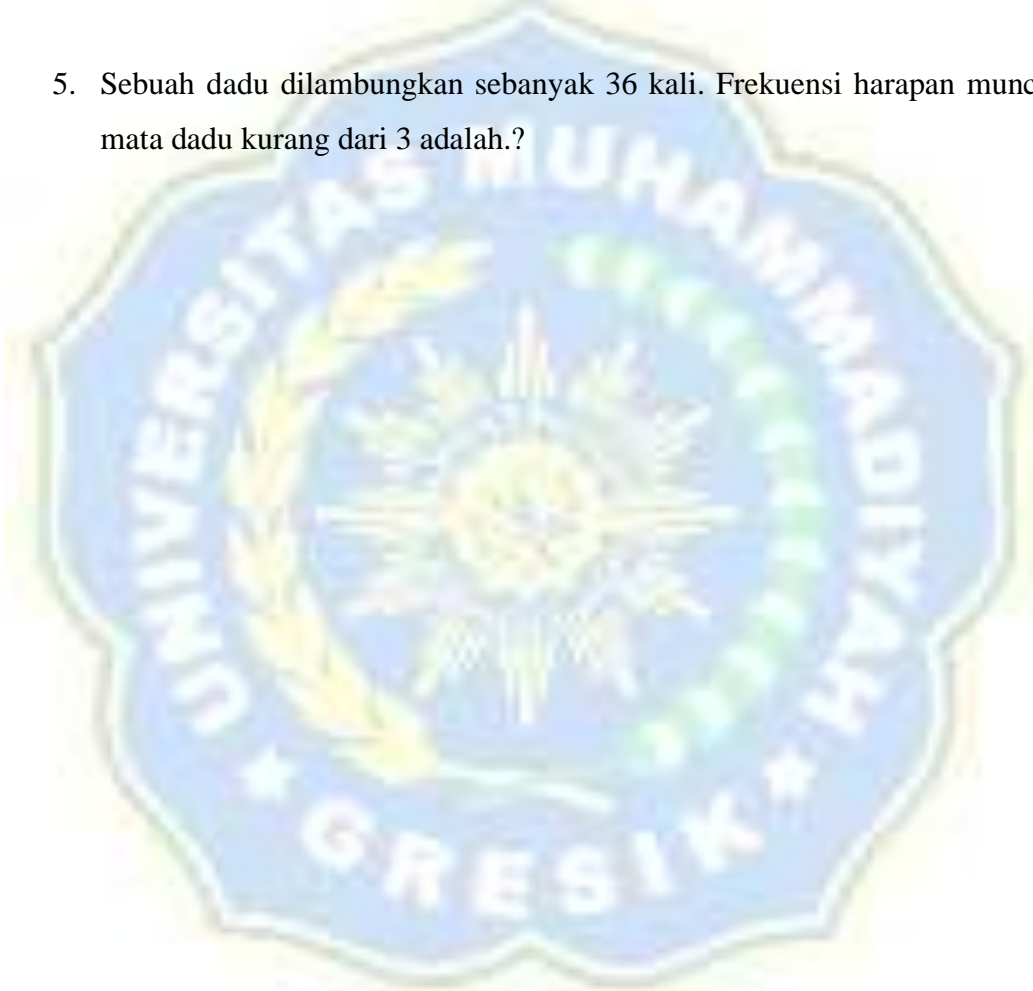 5. Sebuah dadu dilambungkan sebanyak 36 kali. Frekuensi harapan munc
mata dadu kurang dari 3 adalah.?
UNIVERSITAS MUHAMMADIYAH
GRESIK